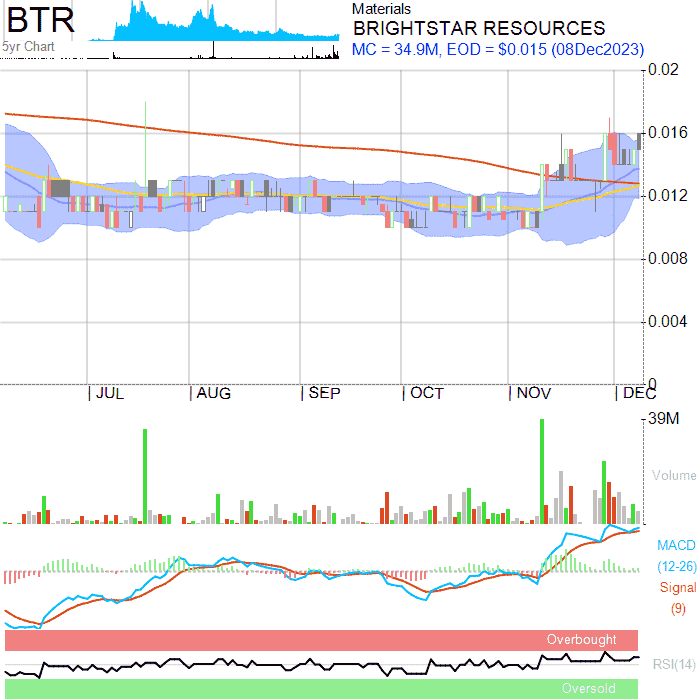 BTR
5yr Chart
Materials
BRIGHTSTAR RESOURCES
MC = 34.9M, EOD = $0.015 (08Dec2023)
0.02
0.016
0.012
0.008
0.004
0
JUL AUG SEP OCT NOV DEC
39M
Volume
MACD
(12-26)
Signal
(9)
Overbought
RSI(14)
Oversold